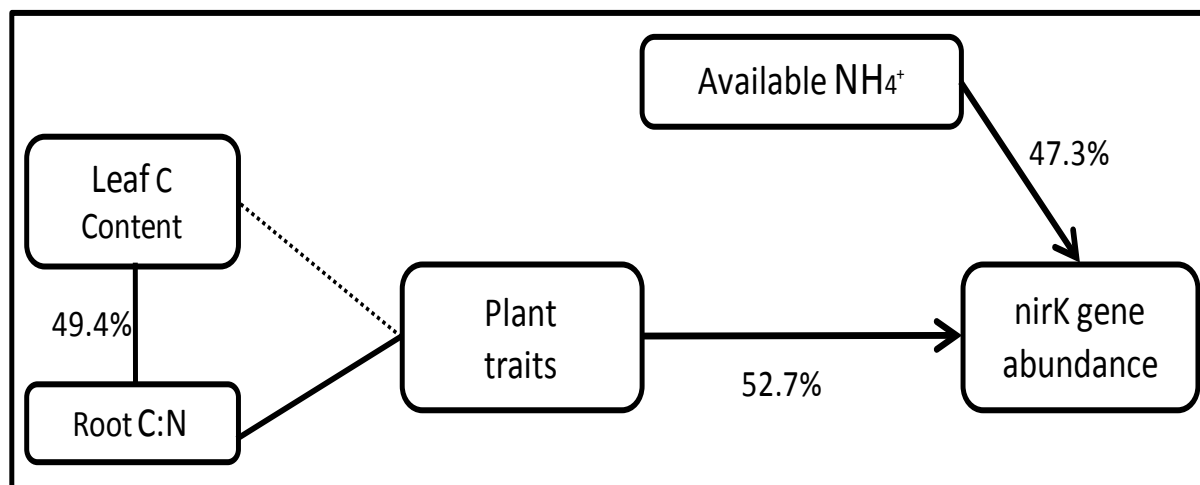 Available NH₄⁺
47.3%
Leaf C
Content
49.4%
Root C:N
Plant
traits
52.7%
nirK gene
abundance